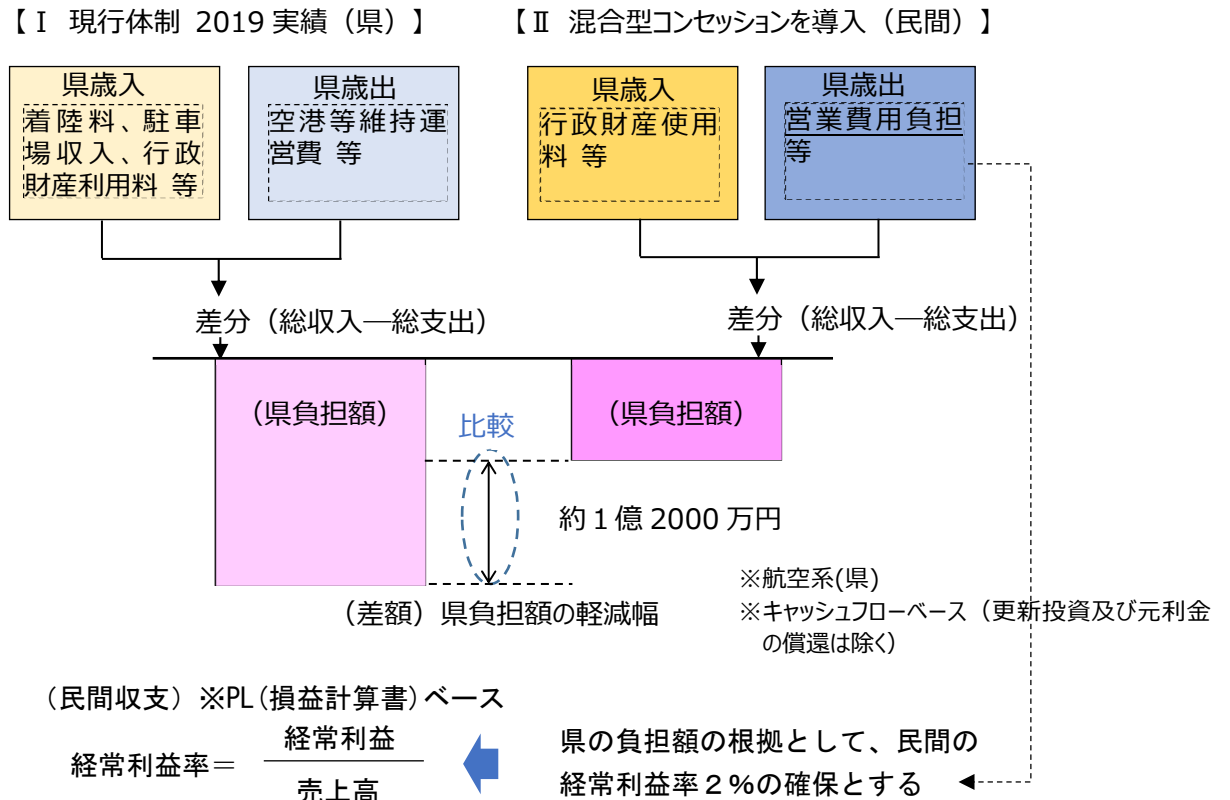 【Ⅰ 現行体制 2019 実績（県）】
【Ⅱ 混合型コンセッションを導入（民間）】
県歳入
着陸料、駐車
場収入、行政
財産利用料 等
県歳出
空港等維持運
営費 等
県歳入
行政財産使用
料 等
県歳出
営業費用負担
等
差分（総収入―総支出）
差分（総収入―総支出）
（県負担額）
比較
（県負担額）
約１億 2000 万円
（差額）県負担額の軽減幅
※航空系(県)
※キャッシュフローベース（更新投資及び元利金
の償還は除く）
（民間収支）※PL（損益計算書）ベース
経常利益率＝
経常利益
売上高
県の負担額の根拠として、民間の
経常利益率２％の確保とする